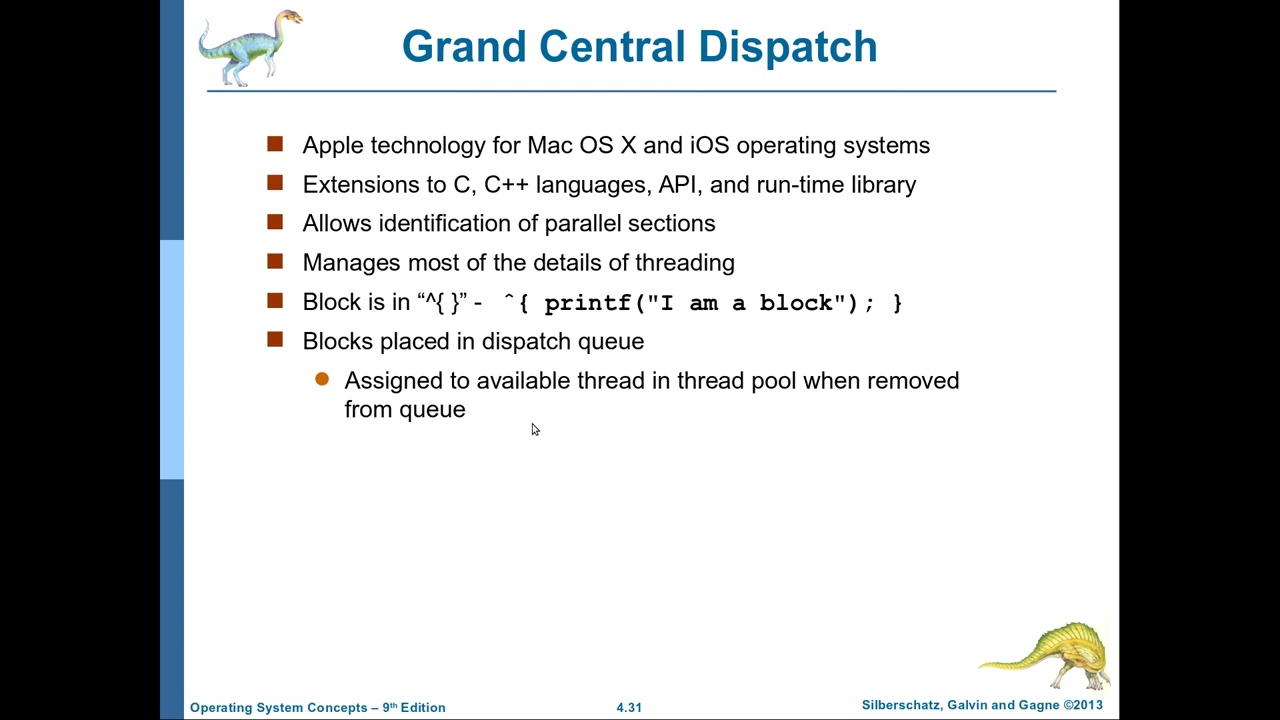 Grand Central Dispatch
Apple technology for Mac OS X and iOS operating systems
Extensions to C, C++ languages, API, and run-time library
Allows identification of parallel sections
Manages most of the details of threading
Block is in “^{ }” - ˆ{ printf("I am a block"); }
Blocks placed in dispatch queue
Assigned to available thread in thread pool when removed
from queue
Operating System Concepts – 9th Edition
4.31
Silberschatz, Galvin and Gagne ©2013